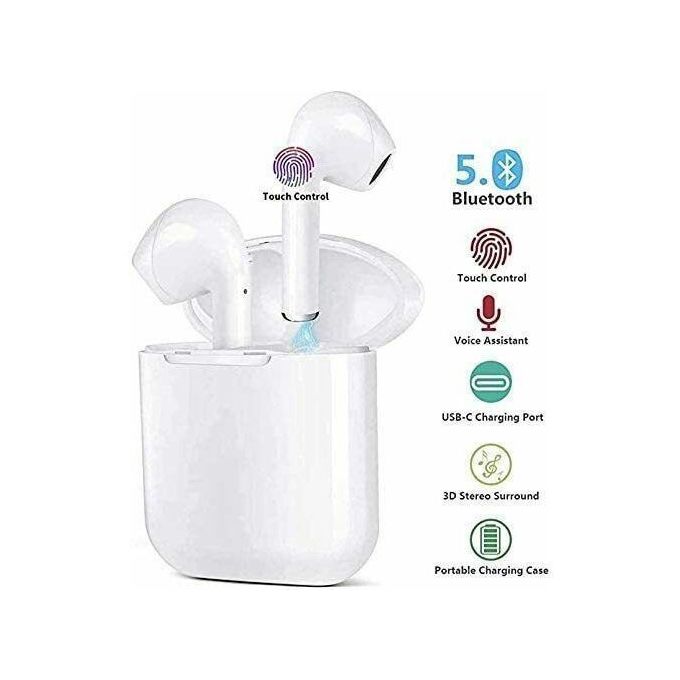 Touch Control
5.0
Bluetooth
Touch Control
Voice Assistant
USB-C Charging Port
3D Stereo Surround
Portable Charging Case